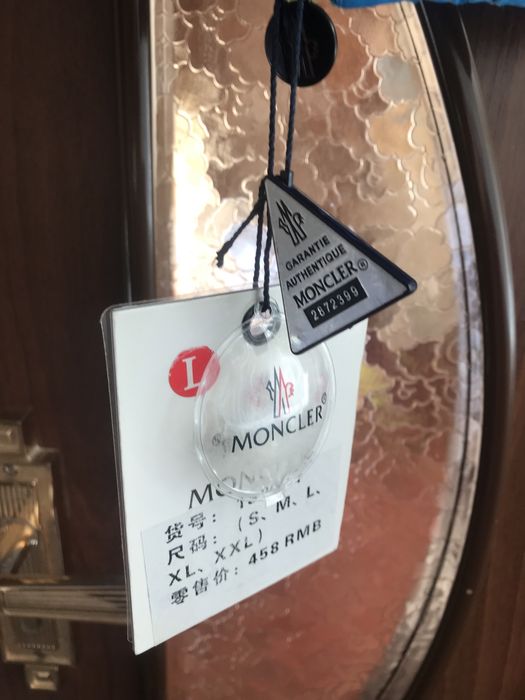 GARANTIE
AUTHENTIQUE
MONCLER®
2672399
L
MONCLER®
货号：
尺码：(S、M、L、
XL、XXL)
零售价：458 RMB